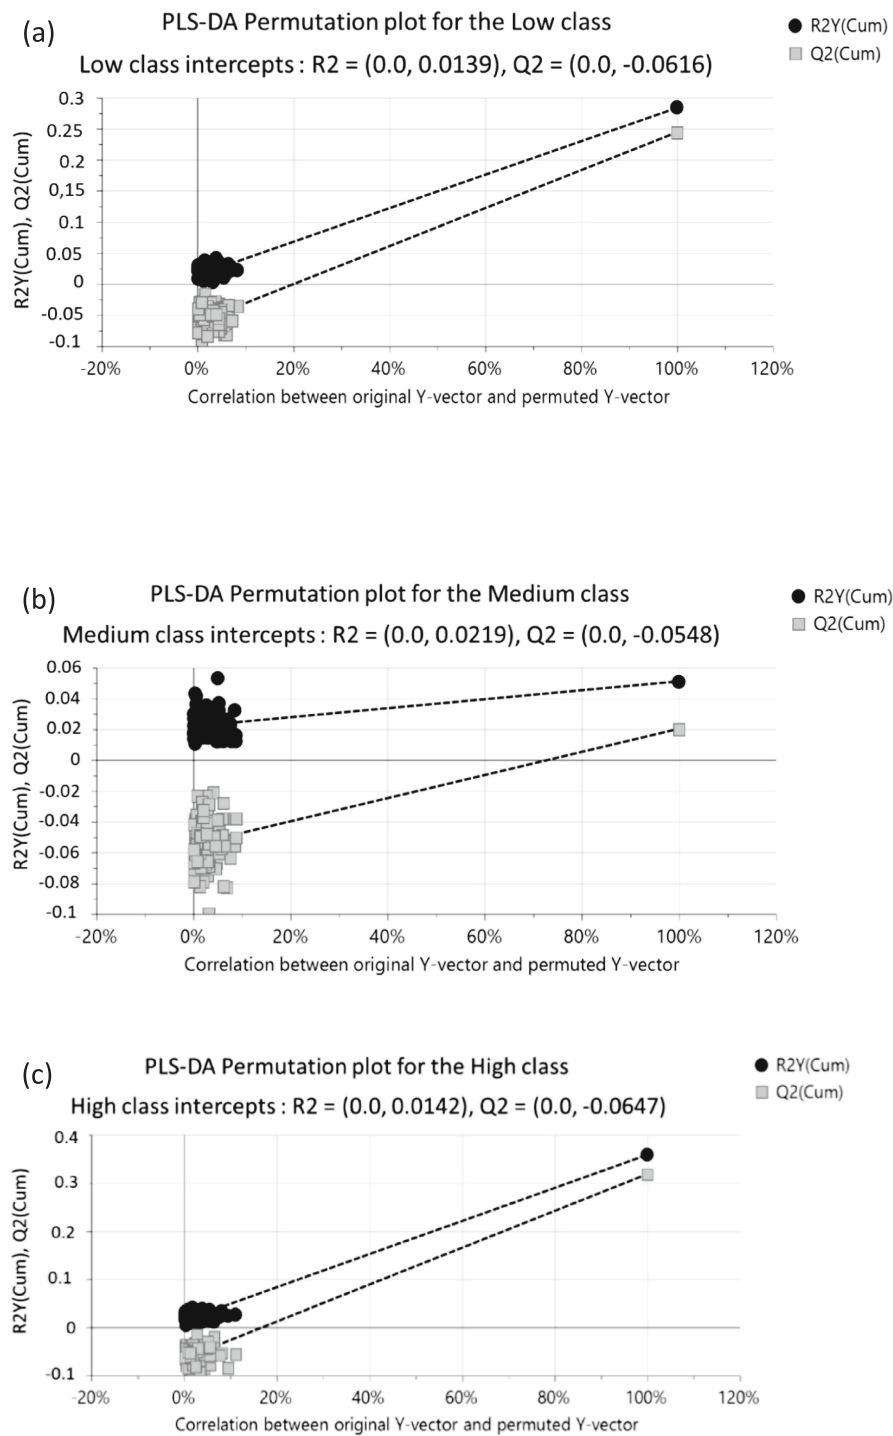 (a)
PLS-DA Permutation plot for the Low class
Low class intercepts : R2 = (0.0, 0.0139), Q2 = (0.0, -0.0616)
R2Y(Cum)
Q2(Cum)
R2Y(Cum), Q2(Cum)
0.3
0.25
0.2
0,15
0.1
0.05
0
-0.05
-0.1
-20% 0% 20% 40% 60% 80% 100% 120%
Correlation between original Y-vector and permuted Y-vector
(b)
PLS-DA Permutation plot for the Medium class
Medium class intercepts : R2 = (0.0, 0.0219), Q2 = (0.0, -0.0548)
R2Y(Cum)
Q2(Cum)
R2Y(Cum), Q2(Cum)
0.06
0.04
0.02
0
-0.02
-0.04
-0.06
-0.08
-0.1
-20% 0% 20% 40% 60% 80% 100% 120%
Correlation between original Y-vector and permuted Y-vector
(c)
PLS-DA Permutation plot for the High class
High class intercepts : R2 = (0.0, 0.0142), Q2 = (0.0, -0.0647)
R2Y(Cum)
Q2(Cum)
R2Y(Cum), Q2(Cum)
0.4
0.3
0.2
0.1
0
-0.1
-20% 0% 20% 40% 60% 80% 100% 120%
Correlation between original Y-vector and permuted Y-vector